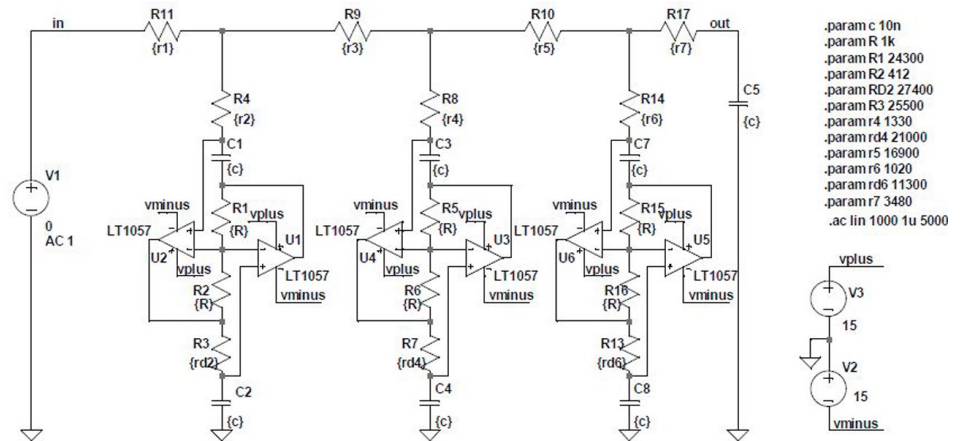 in
R11
{r1}
R9
{r3}
R10
{r5}
R17
{r7}
out
R4
{r2}
R8
{r4}
R14
{r6}
C5
{c}
C1
{c}
C3
{c}
C7
{c}
V1
0
AC 1
vminus
R1
{R}
vplus
LT1057
U2
vplus
U1
LT1057
vminus
R2
{R}
R3
{rd2}
C2
{c}
vminus
R5
{R}
vplus
LT1057
U4
vplus
U3
LT1057
vminus
R6
{R}
R7
{rd4}
C4
{c}
vminus
R15
{R}
vplus
LT1057
U6
vplus
U5
LT1057
vminus
R16
{R}
R13
{rd6}
C8
{c}
.param c 10n
.param R 1k
.param R1 24300
.param R2 412
.param RD2 27400
.param R3 25500
.param r4 1330
.param rd4 21000
.param r5 16900
.param r6 1020
.param rd6 11300
.param r7 3480
.ac lin 1000 1u 5000
vplus
V3
15
V2
15
vminus